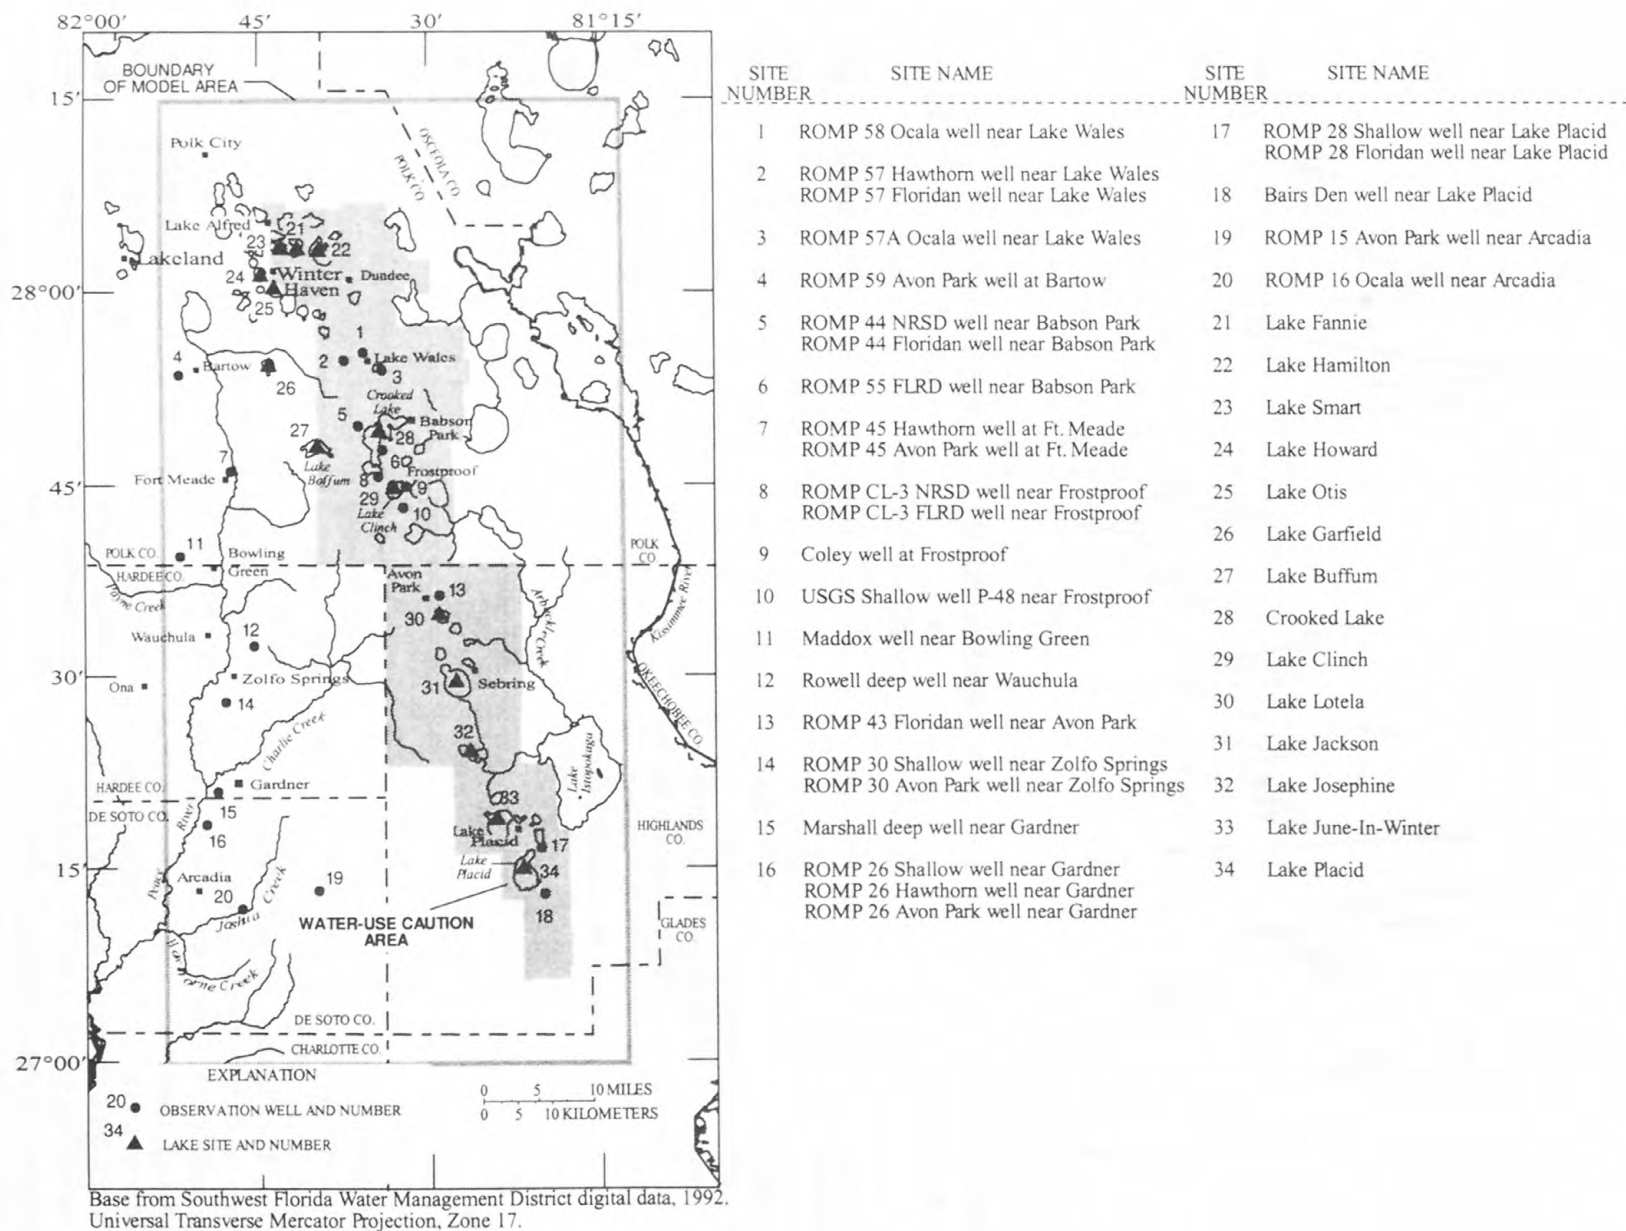 82°00′ 45′ 30′ 81°15′
BOUNDARY
OF MODEL AREA
15′
OSCEOLA CO.
POLK CO.
Polk City
Lake Alfred
21
23
22
Lakeland
24
Winter
Haven
Dundee
28°00′
25
1
4
2
Lake Wales
Bartow
3
26
Crooked
Lake
5
Babson
Park
27
28
Lake
Buffum
6
7
Frostproof
Fort Meade
8
9
45′
29
Lake
Clinch
10
11
POLK CO.
Bowling
Green
POLK
CO.
HARDEE CO.
Payne Creek
Avon
Park
13
Arbuckle Creek
Kissimmee River
30
Wauchula
12
30′
Zolfo Springs
Ona
31
Sebring
OKEECHOBEE CO.
14
Charlie Creek
32
Lake
Istopokaga
Gardner
HARDEE CO.
DE SOTO CO.
15
33
River
16
Lake
Placid
HIGHLANDS
CO.
17
15′
Lake
Placid
34
Peace
Arcadia
19
20
Joshua Creek
18
WATER-USE CAUTION
AREA
GLADES
CO.
DE SOTO CO.
CHARLOTTE CO.
27°00′
EXPLANATION
20 OBSERVATION WELL AND NUMBER
34 LAKE SITE AND NUMBER
0 5 10 MILES
0 5 10 KILOMETERS
Base from Southwest Florida Water Management District digital data, 1992.
Universal Transverse Mercator Projection, Zone 17.
SITE NUMBER SITE NAME
1 ROMP 58 Ocala well near Lake Wales
2 ROMP 57 Hawthorn well near Lake Wales
ROMP 57 Floridan well near Lake Wales
3 ROMP 57A Ocala well near Lake Wales
4 ROMP 59 Avon Park well at Bartow
5 ROMP 44 NRSD well near Babson Park
ROMP 44 Floridan well near Babson Park
6 ROMP 55 FLRD well near Babson Park
7 ROMP 45 Hawthorn well at Ft. Meade
ROMP 45 Avon Park well at Ft. Meade
8 ROMP CL-3 NRSD well near Frostproof
ROMP CL-3 FLRD well near Frostproof
9 Coley well at Frostproof
10 USGS Shallow well P-48 near Frostproof
11 Maddox well near Bowling Green
12 Rowell deep well near Wauchula
13 ROMP 43 Floridan well near Avon Park
14 ROMP 30 Shallow well near Zolfo Springs
ROMP 30 Avon Park well near Zolfo Springs
15 Marshall deep well near Gardner
16 ROMP 26 Shallow well near Gardner
ROMP 26 Hawthorn well near Gardner
ROMP 26 Avon Park well near Gardner
SITE NUMBER SITE NAME
17 ROMP 28 Shallow well near Lake Placid
ROMP 28 Floridan well near Lake Placid
18 Bairs Den well near Lake Placid
19 ROMP 15 Avon Park well near Arcadia
20 ROMP 16 Ocala well near Arcadia
21 Lake Fannie
22 Lake Hamilton
23 Lake Smart
24 Lake Howard
25 Lake Otis
26 Lake Garfield
27 Lake Buffum
28 Crooked Lake
29 Lake Clinch
30 Lake Lotela
31 Lake Jackson
32 Lake Josephine
33 Lake June-In-Winter
34 Lake Placid